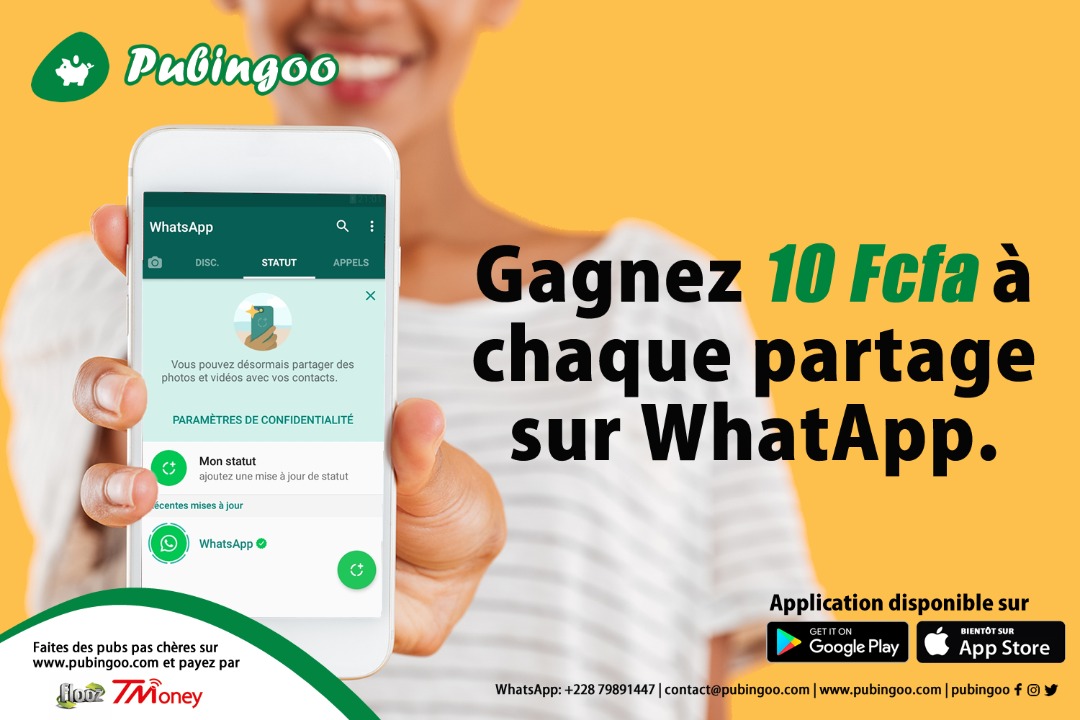 Pubingoo
WhatsApp
DISC. STATUT APPELS
Vous pouvez désormais partager des
photos et vidéos avec vos contacts.
PARAMÈTRES DE CONFIDENTIALITÉ
Mon statut
ajoutez une mise à jour de statut
écentes mises à jour
WhatsApp
Gagnez 10 Fcfa à
chaque partage
sur WhatApp.
Application disponible sur
GET IT ON
Google Play
BIENTÔT SUR
App Store
Faites des pubs pas chères sur
www.pubingoo.com et payez par
flooz TMoney
WhatsApp: +228 79891447 | contact@pubingoo.com | www.pubingoo.com | pubingoo